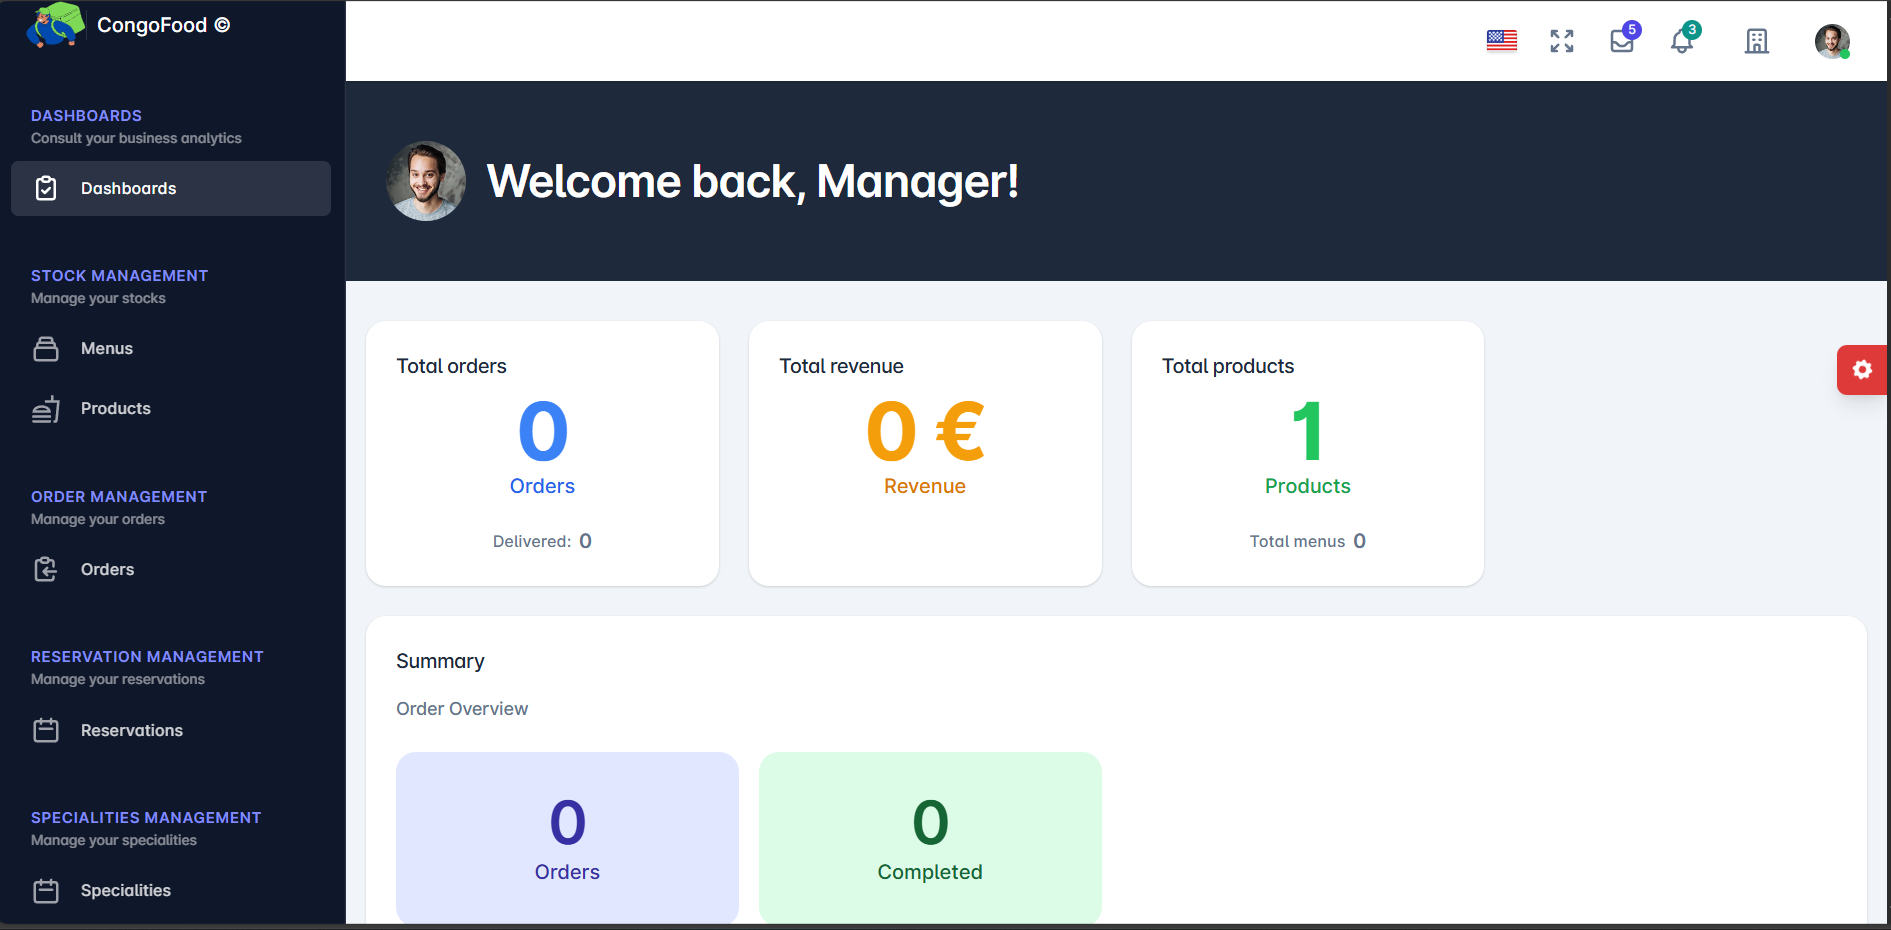 CongoFood ©
5
3
DASHBOARDS
Consult your business analytics
Dashboards
STOCK MANAGEMENT
Manage your stocks
Menus
Products
ORDER MANAGEMENT
Manage your orders
Orders
RESERVATION MANAGEMENT
Manage your reservations
Reservations
SPECIALITIES MANAGEMENT
Manage your specialities
Specialities
Welcome back, Manager!
Total orders
0
Orders
Delivered: 0
Total revenue
0 €
Revenue
Total products
1
Products
Total menus 0
Summary
Order Overview
0
Orders
0
Completed